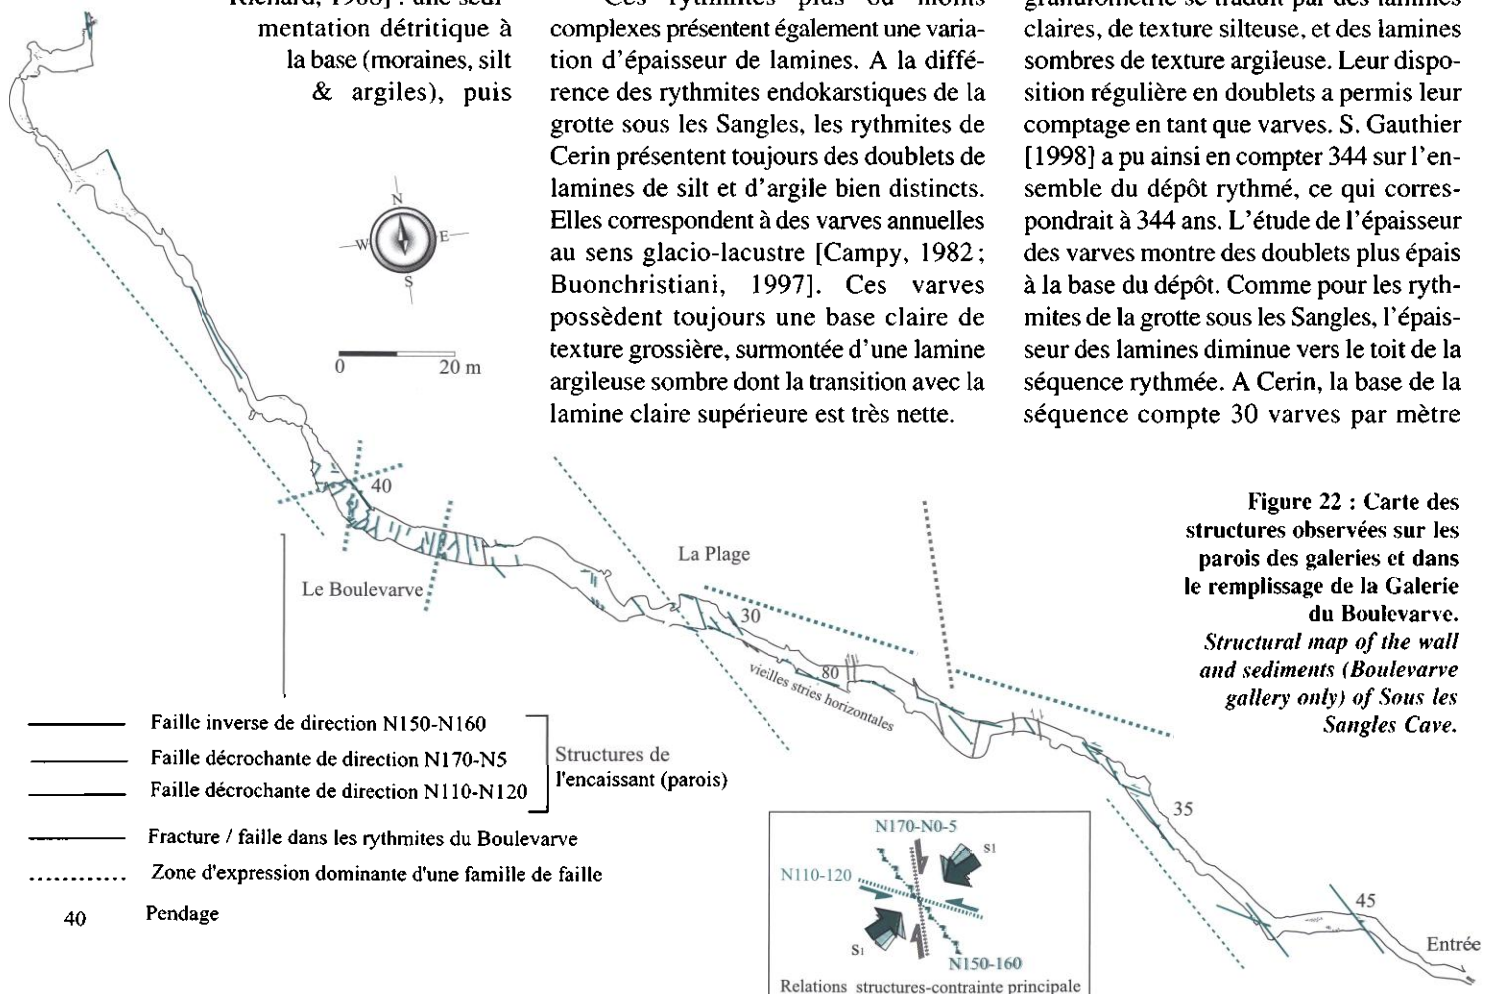 mentation détritique à
la base (moraines, silt
& argiles), puis
complexes présentent également une varia-
tion d'épaisseur de lamines. A la diffé-
rence des rythmites endokarstiques de la
grotte sous les Sangles, les rythmites de
Cerin présentent toujours des doublets de
lamines de silt et d'argile bien distincts.
Elles correspondent à des varves annuelles
au sens glacio-lacustre [Campy, 1982 ;
Buonchristiani, 1997]. Ces varves
possèdent toujours une base claire de
texture grossière, surmontée d'une lamine
argileuse sombre dont la transition avec la
lamine claire supérieure est très nette.
claires, de texture silteuse, et des lamines
sombres de texture argileuse. Leur dispo-
sition régulière en doublets a permis leur
comptage en tant que varves. S. Gauthier
[1998] a pu ainsi en compter 344 sur l'en-
semble du dépôt rythmé, ce qui corres-
pondrait à 344 ans. L'étude de l'épaisseur
des varves montre des doublets plus épais
à la base du dépôt. Comme pour les ryth-
mites de la grotte sous les Sangles, l'épais-
seur des lamines diminue vers le toit de la
séquence rythmée. A Cerin, la base de la
séquence compte 30 varves par mètre
N
W
E
S
0 20 m
40
Le Boulevarve
La Plage
30
80
vieilles stries horizontales
35
45
Entrée
Figure 22 : Carte des
structures observées sur les
parois des galeries et dans
le remplissage de la Galerie
du Boulevarve.
Structural map of the wall
and sediments (Boulevarve
gallery only) of Sous les
Sangles Cave.
Faille inverse de direction N150-N160
Faille décrochante de direction N170-N5
Faille décrochante de direction N110-N120
Structures de
l'encaissant (parois)
Fracture / faille dans les rythmites du Boulevarve
Zone d'expression dominante d'une famille de faille
40 Pendage
N170-N0-5
S1
N110-120
S1
N150-160
Relations structures-contrainte principale